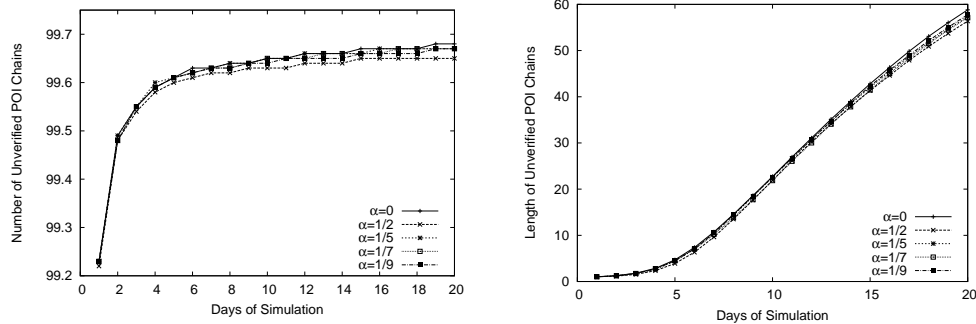 Number of Unverified POI Chains
99.7
99.6
99.5
99.4
99.3
99.2
0 2 4 6 8 10 12 14 16 18 20
Days of Simulation
α=0
α=1/2
α=1/5
α=1/7
α=1/9
Length of Unverified POI Chains
60
50
40
30
20
10
0
0 5 10 15 20
Days of Simulation
α=0
α=1/2
α=1/5
α=1/7
α=1/9